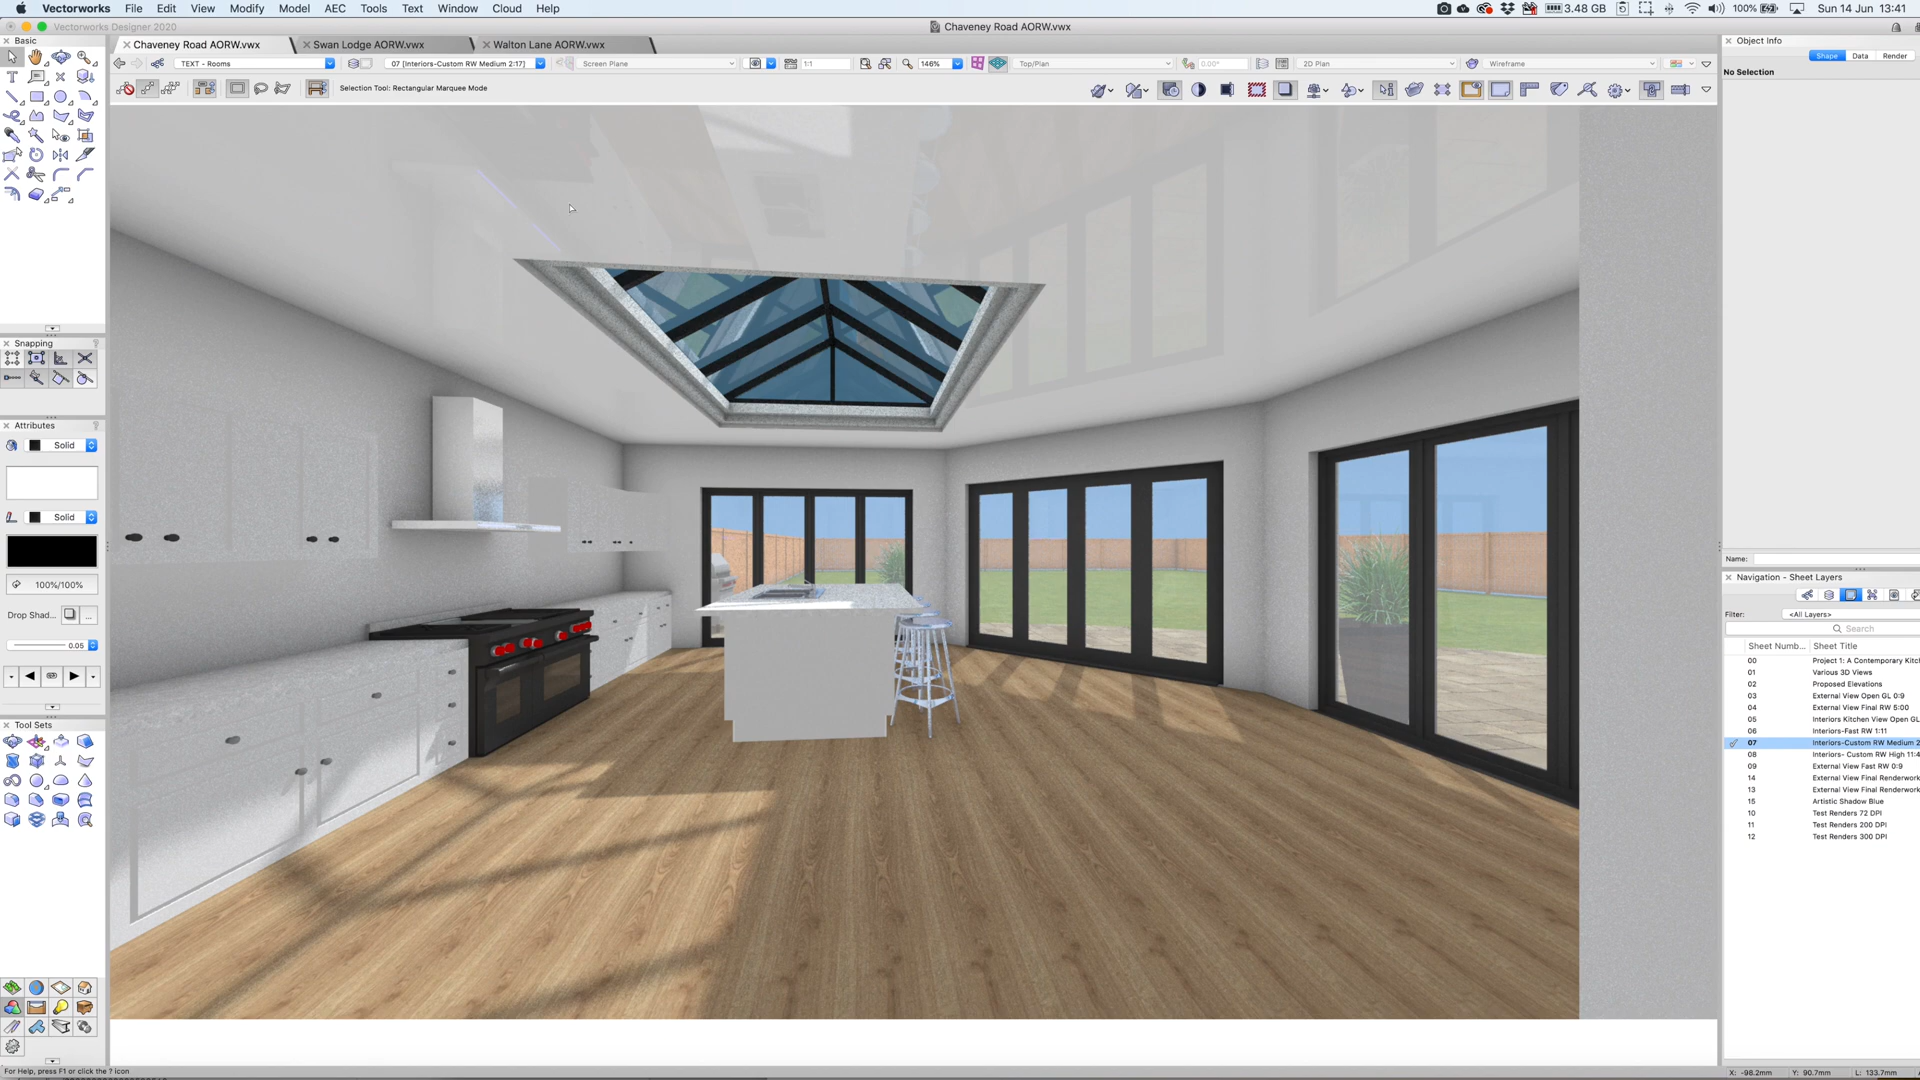 Vectorworks File Edit View Modify Model AEC Tools Text Window Cloud Help 3.48 GB 100% Sun 14 Jun 13:41
Vectorworks Designer 2020 Chaveney Road AORW.vwx
Basic
Chaveney Road AORW.vwx Swan Lodge AORW.vwx Walton Lane AORW.vwx
Object Info
TEXT - Rooms 07 [Interiors-Custom RW Medium 2:17] Screen Plane 1:1 146% Top/Plan 0.00° 2D Plan Wireframe
Shape Data Render
No Selection
Selection Tool: Rectangular Marquee Mode
Snapping
Attributes
Solid
Solid
100%/100%
Drop Shad... ...
0.05
Tool Sets
Name:
Navigation - Sheet Layers
Filter: <All Layers>
Search
Sheet Numb... Sheet Title
00 Project 1: A Contemporary Kitc
01 Various 3D Views
02 Proposed Elevations
03 External View Open GL 0:9
04 External View Final RW 5:00
05 Interiors Kitchen View Open GL
06 Interiors-Fast RW 1:11
07 Interiors-Custom RW Medium 2
08 Interiors- Custom RW High 11:4
09 External View Fast RW 0:9
14 External View Final Renderwork
13 External View Final Renderwork
15 Artistic Shadow Blue
10 Test Renders 72 DPI
11 Test Renders 200 DPI
12 Test Renders 300 DPI
For Help, press F1 or click the ? icon
X: -98.2mm Y: 90.7mm L: 133.7mm